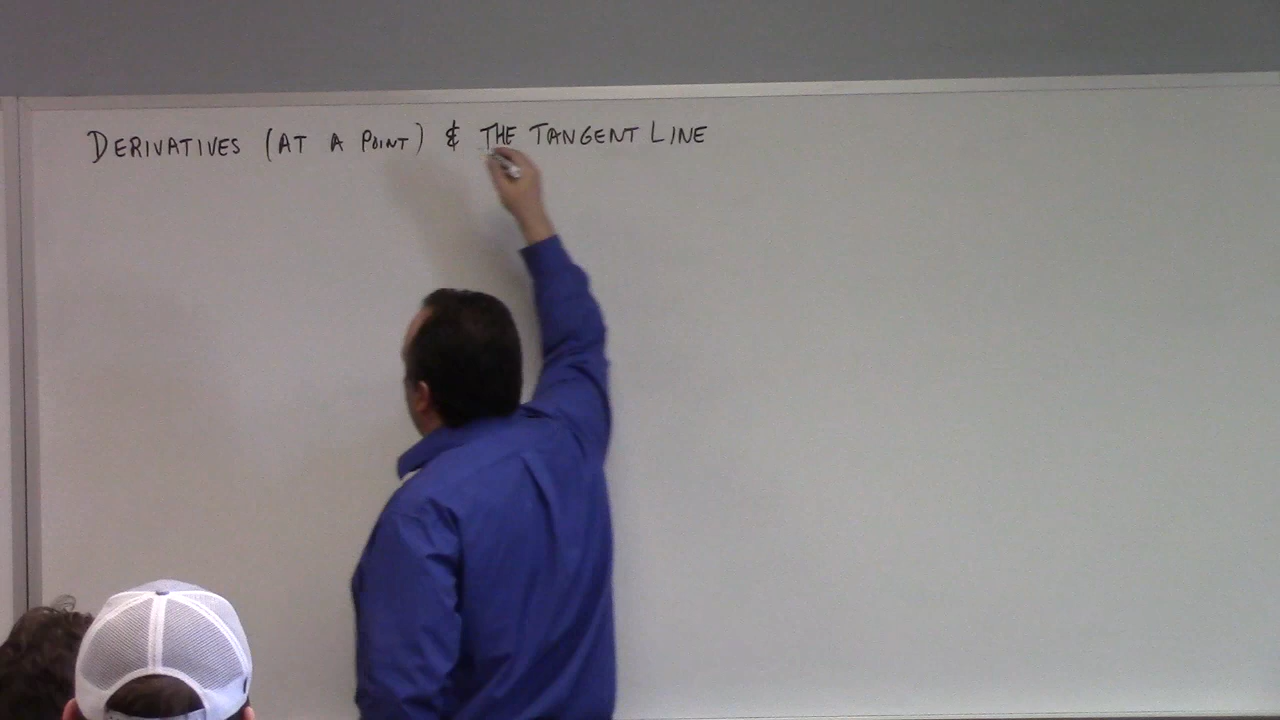 DERIVATIVES (AT A POINT) & THE TANGENT LINE